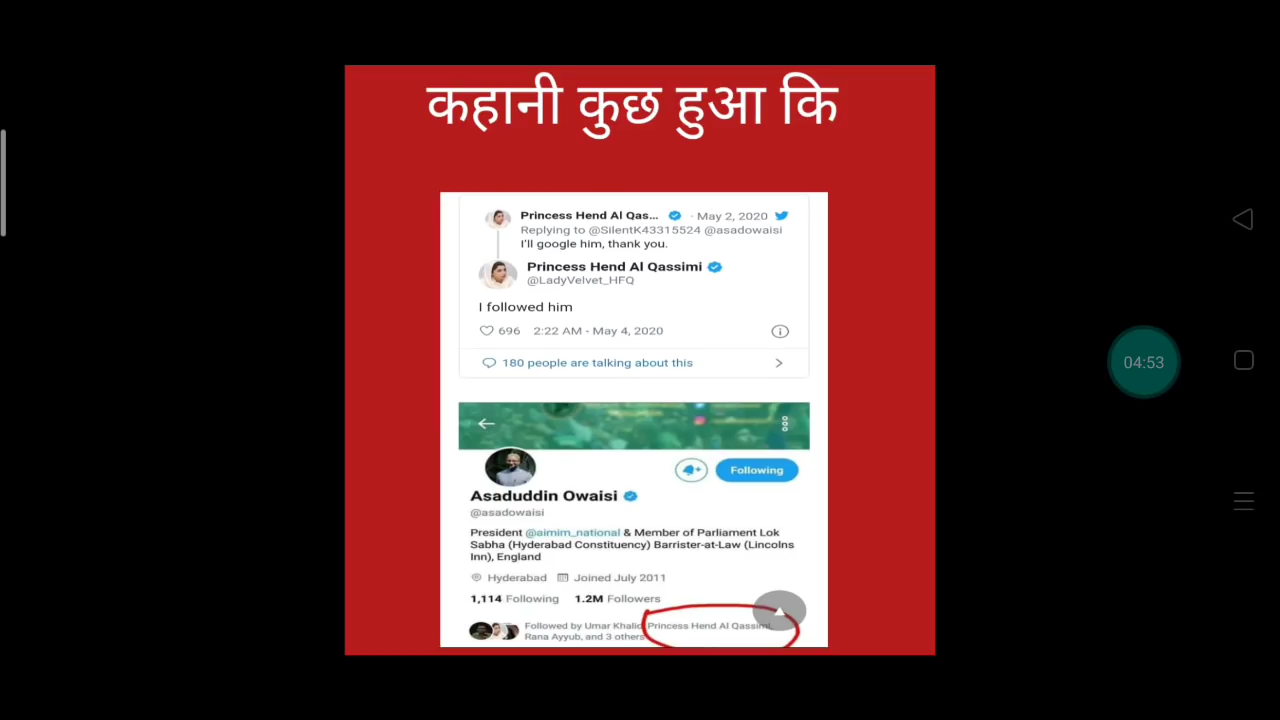 कहानी कुछ हुआ कि
Princess Hend Al Qas... · May 2, 2020
Replying to @SilentK43315524 @asadowaisi
I'll google him, thank you.
Princess Hend Al Qassimi
@LadyVelvet_HFQ
I followed him
696 2:22 AM - May 4, 2020
180 people are talking about this
04:53
Following
Asaduddin Owaisi
@asadowaisi
President @aimim_national & Member of Parliament Lok
Sabha (Hyderabad Constituency) Barrister-at-Law (Lincolns
Inn), England
Hyderabad Joined July 2011
1,114 Following 1.2M Followers
Followed by Umar Khalid, Princess Hend Al Qassimi,
Rana Ayyub, and 3 others